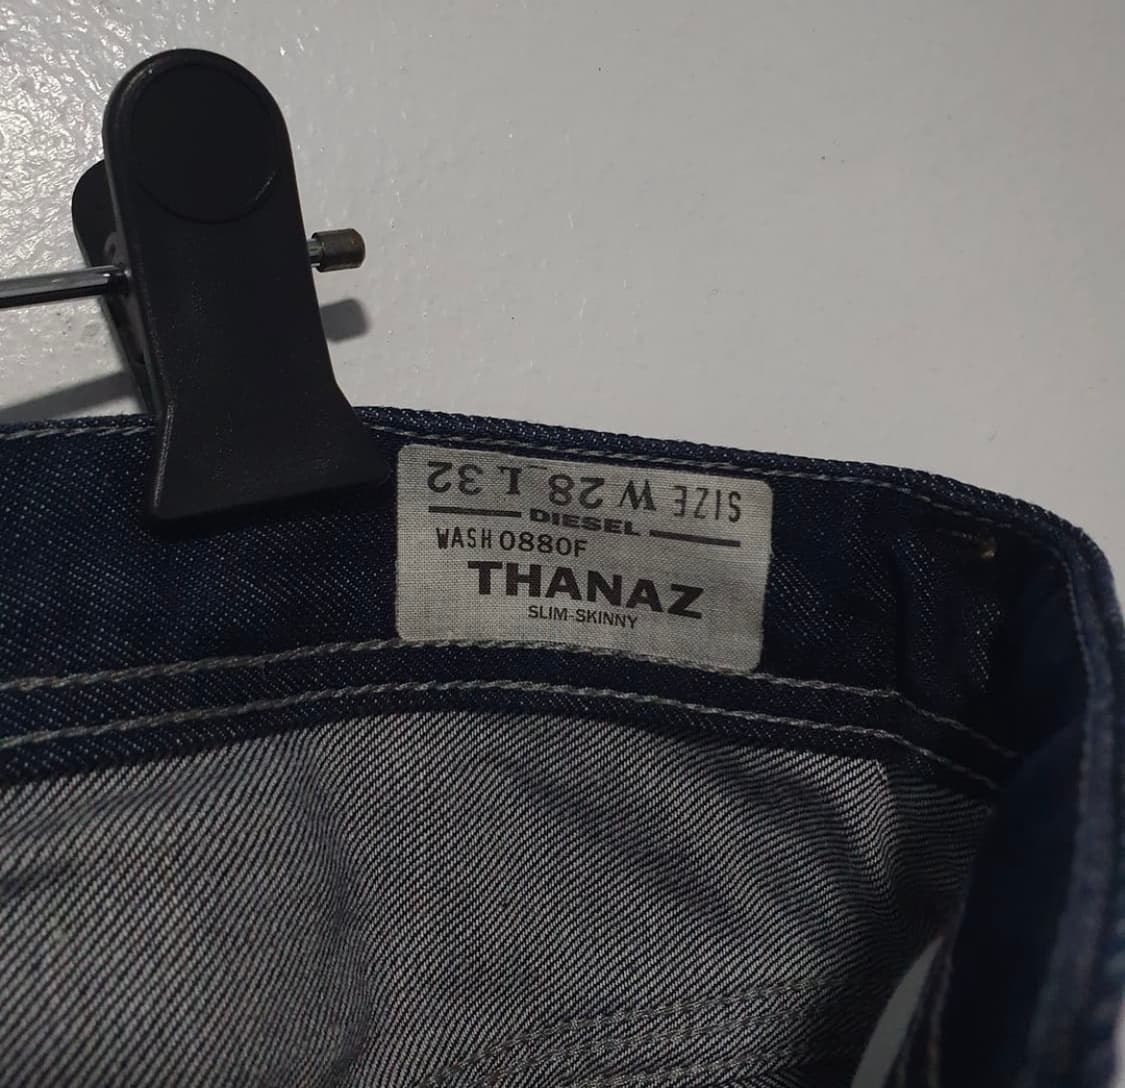 SIZE W 28 L 32
DIESEL
WASH 0880F
THANAZ
SLIM-SKINNY